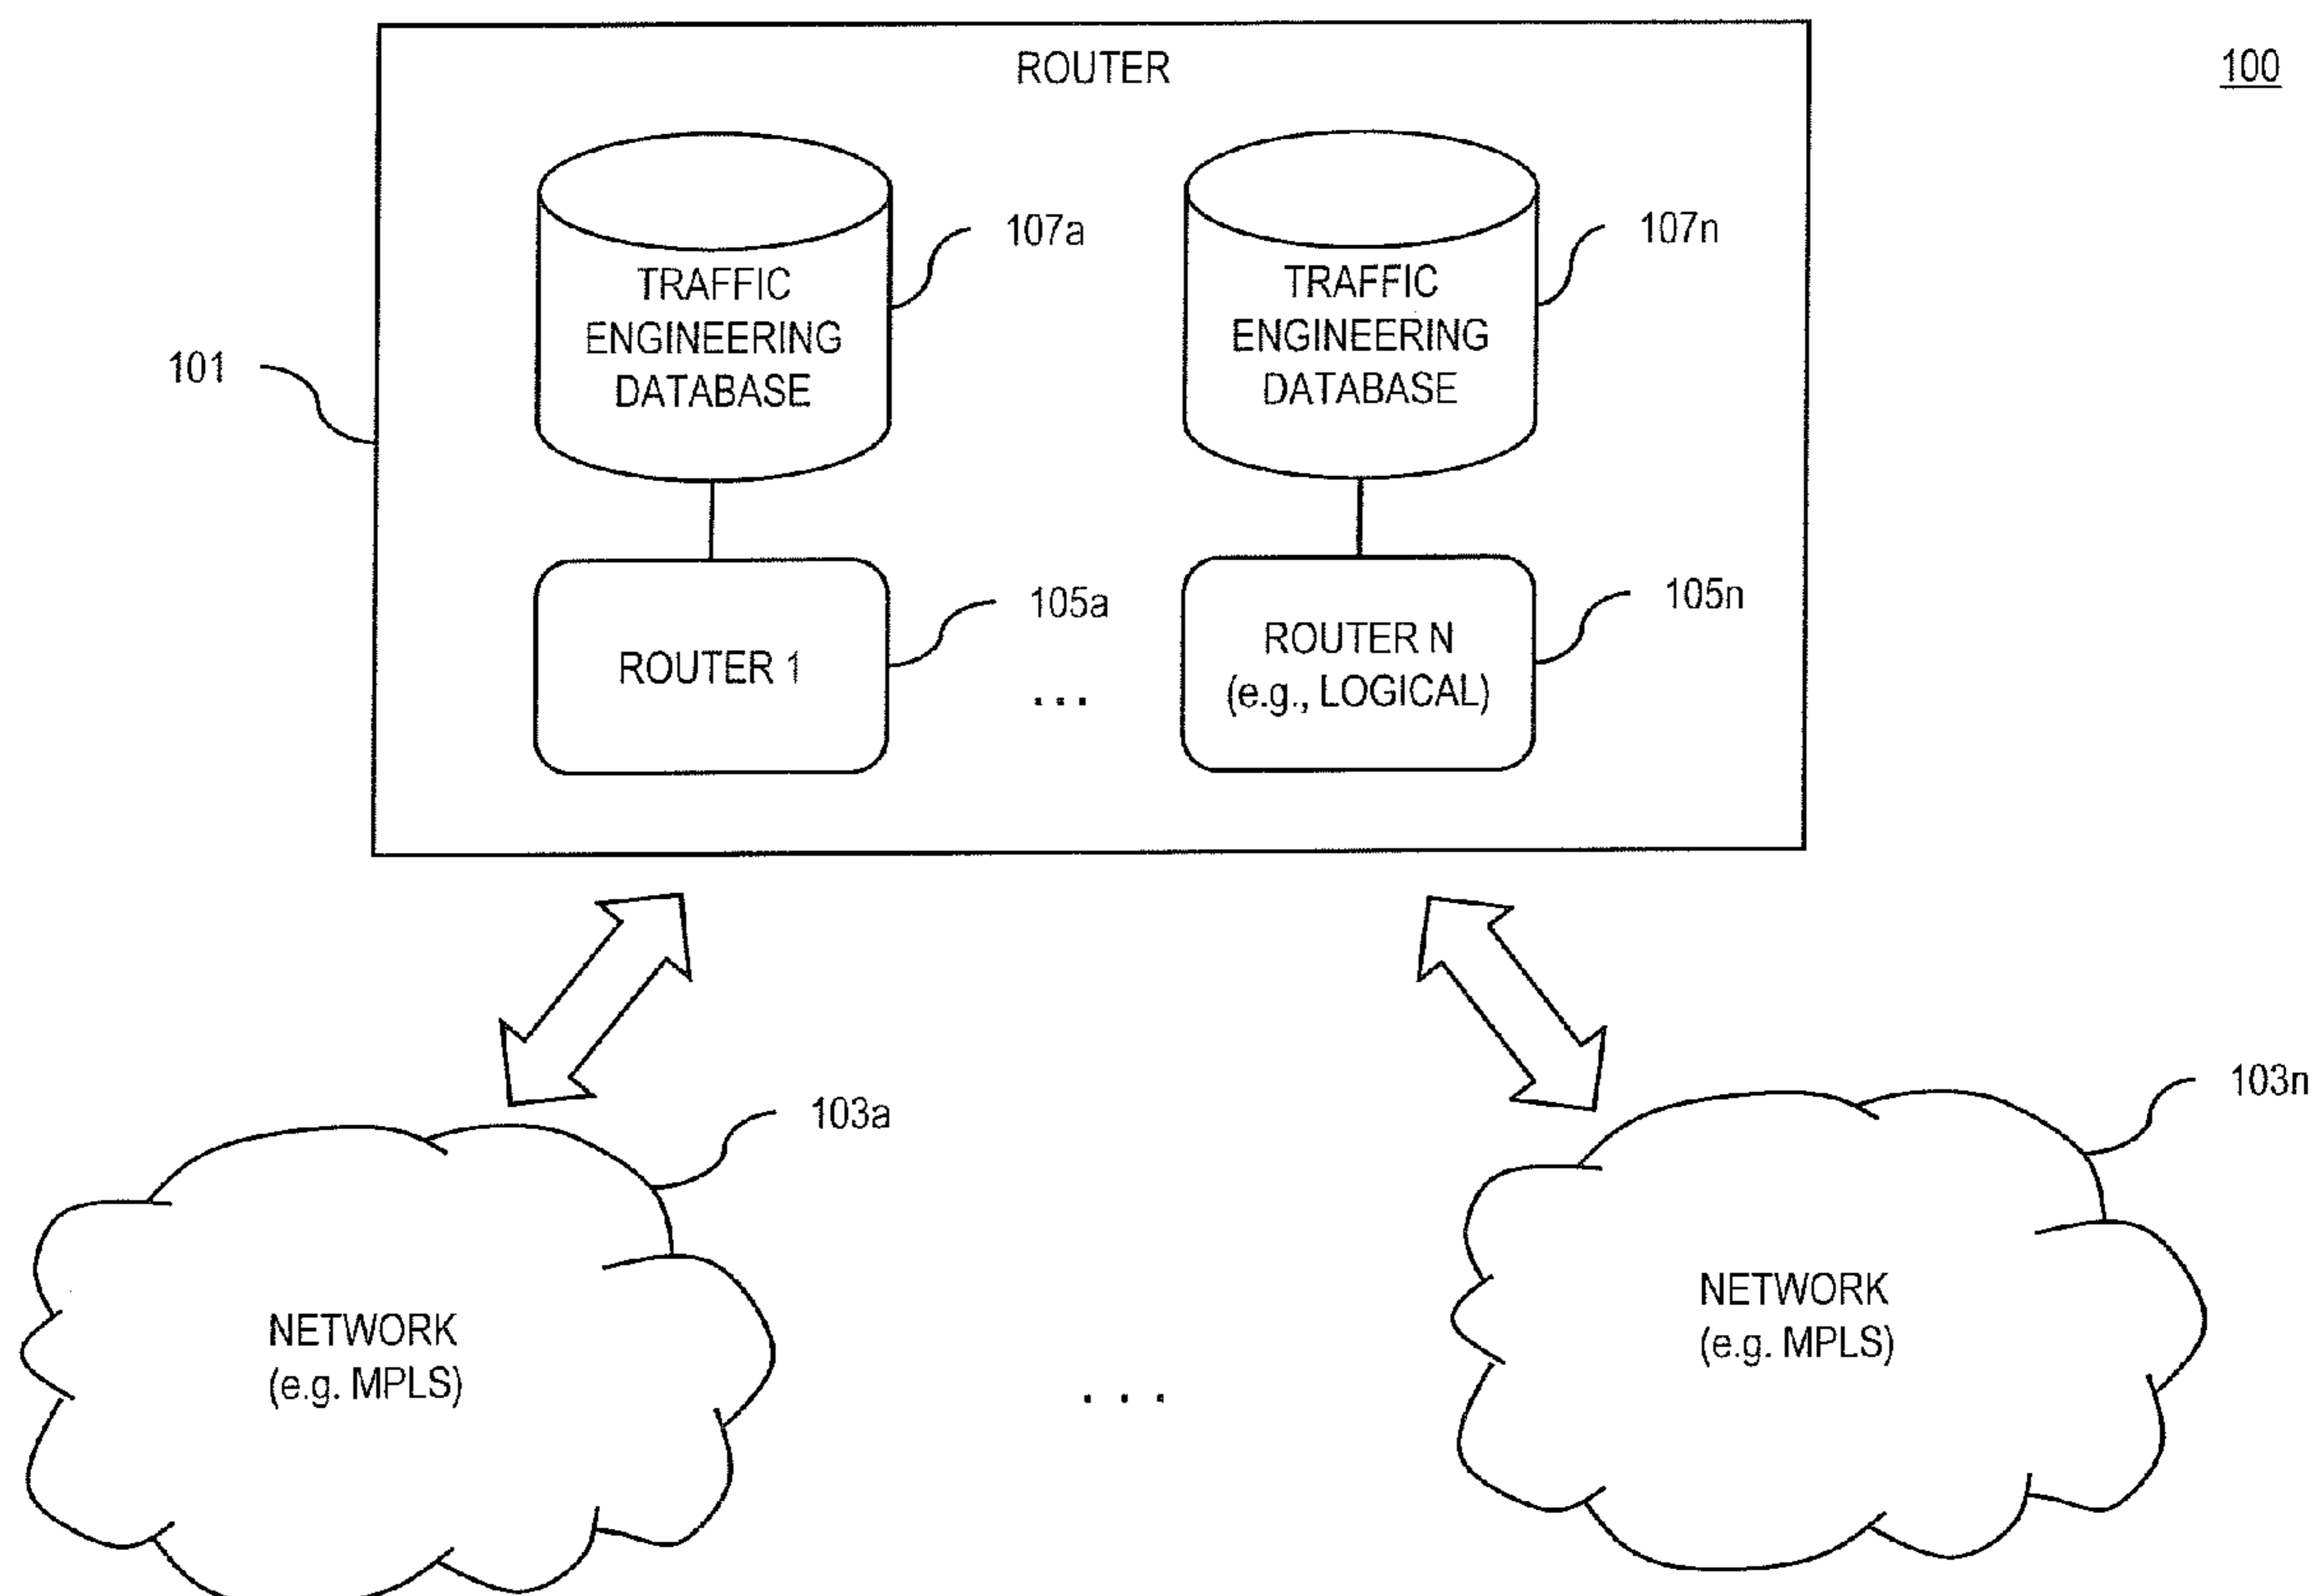 ROUTER
100
TRAFFIC
ENGINEERING
DATABASE
107a
TRAFFIC
ENGINEERING
DATABASE
107n
101
ROUTER 1
105a
...
ROUTER N
(e.g., LOGICAL)
105n
103a
103n
NETWORK
(e.g. MPLS)
...
NETWORK
(e.g. MPLS)